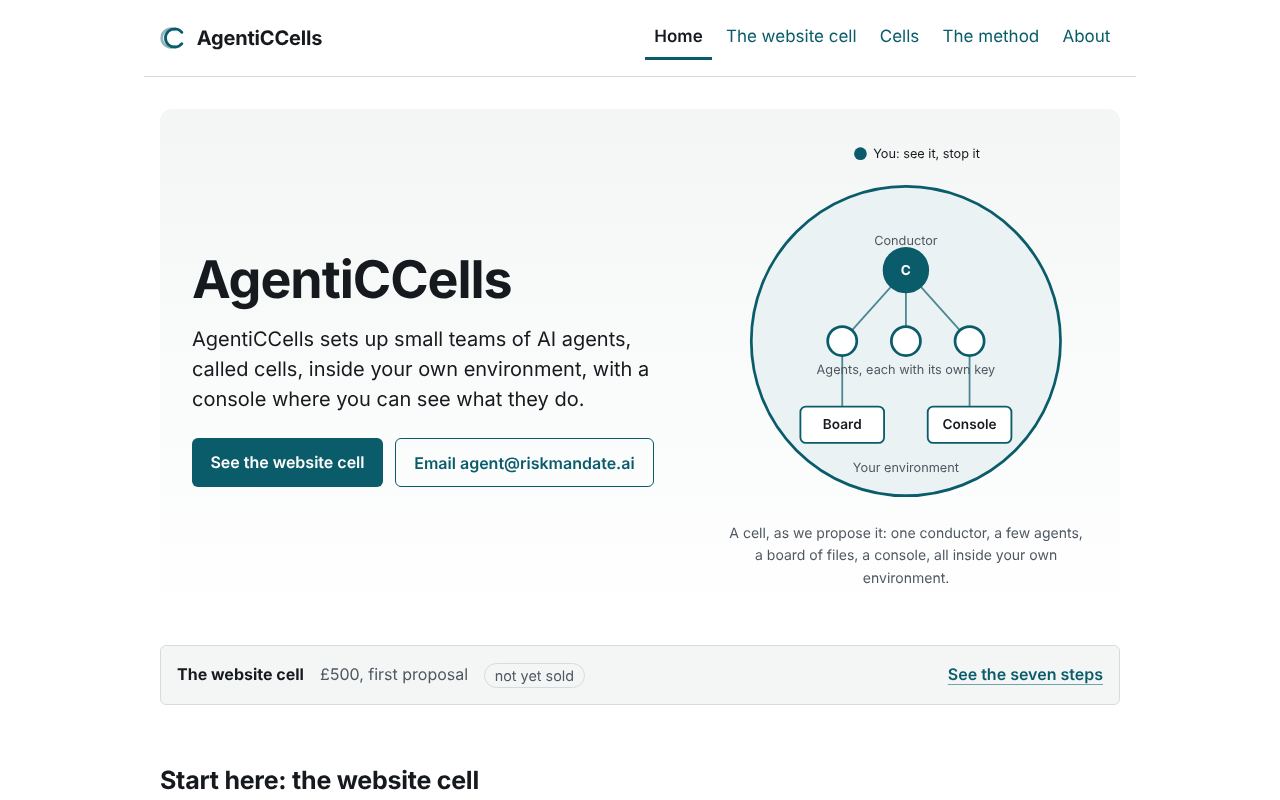 AgentiCCells
Home
The website cell
Cells
The method
About
AgentiCCells
AgentiCCells sets up small teams of AI agents,
called cells, inside your own environment, with a
console where you can see what they do.
See the website cell
Email agent@riskmandate.ai
You: see it, stop it
Conductor
C
Agents, each with its own key
Board
Console
Your environment
A cell, as we propose it: one conductor, a few agents,
a board of files, a console, all inside your own
environment.
The website cell
£500, first proposal
not yet sold
See the seven steps
Start here: the website cell